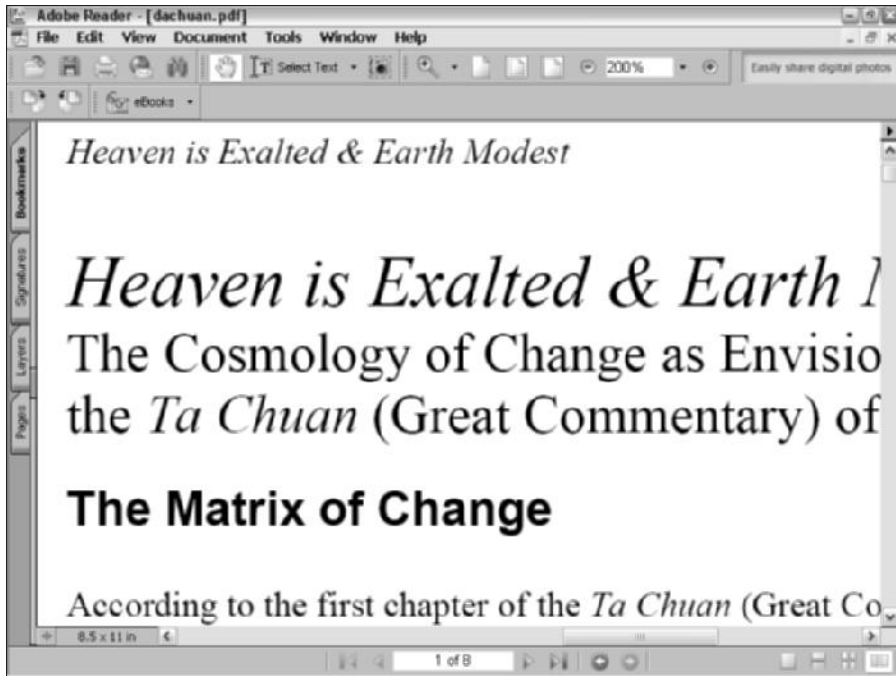 Adobe Reader - [dachuan.pdf]
File Edit View Document Tools Window Help
Select Text 200% Easily share digital photos
eBooks
Bookmarks
Signatures
Layers
Pages
Heaven is Exalted & Earth Modest
Heaven is Exalted & Earth
The Cosmology of Change as Envisio
the Ta Chuan (Great Commentary) of
The Matrix of Change
According to the first chapter of the Ta Chuan (Great Co
8.5 x 11 in
1 of 8